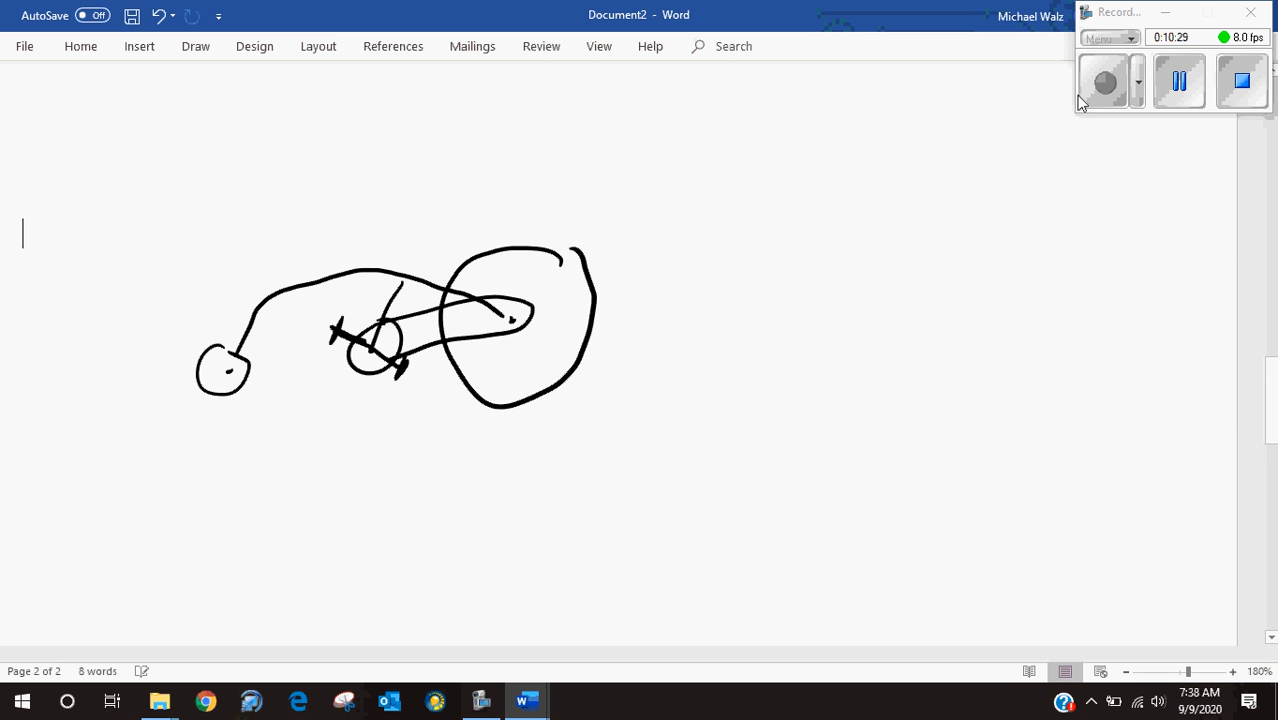 AutoSave Off Document2 - Word Michael Walz Record...
File Home Insert Draw Design Layout References Mailings Review View Help Search
Menu 0:10:29 8.0 fps
Page 2 of 2 8 words 180%
7:38 AM
9/9/2020